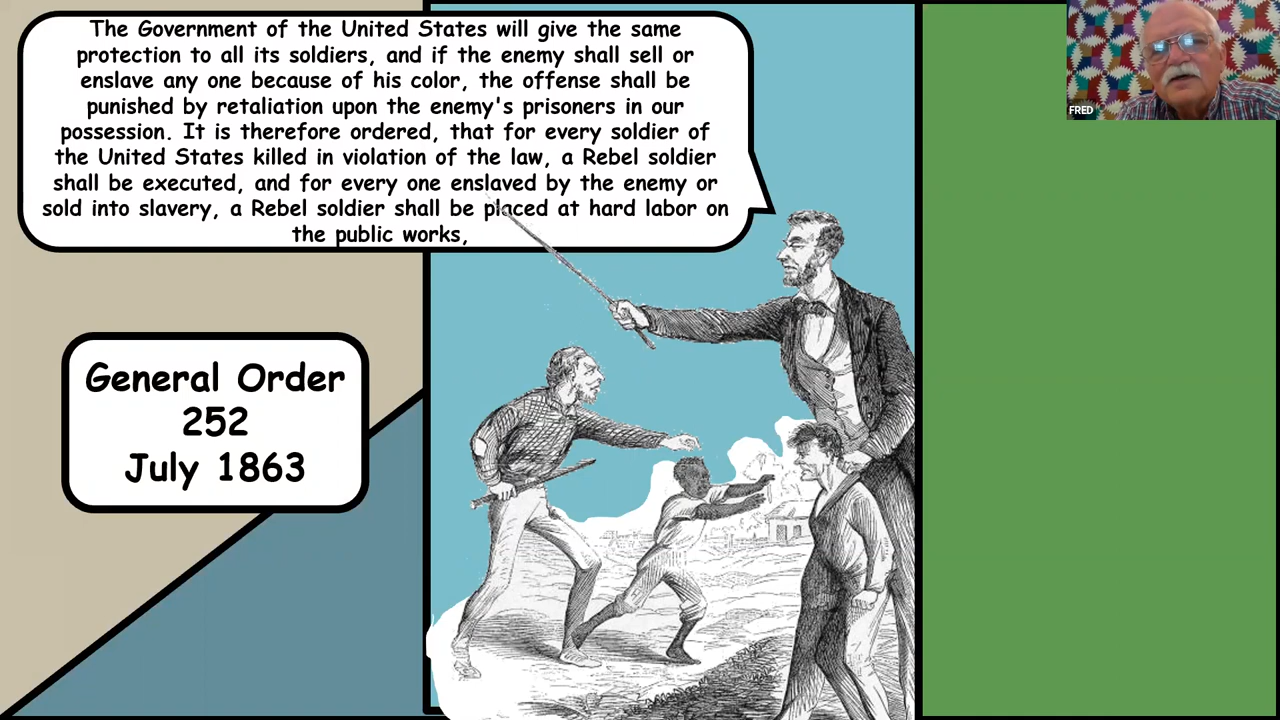 The Government of the United States will give the same
protection to all its soldiers, and if the enemy shall sell or
enslave any one because of his color, the offense shall be
punished by retaliation upon the enemy's prisoners in our
possession. It is therefore ordered, that for every soldier of
the United States killed in violation of the law, a Rebel soldier
shall be executed, and for every one enslaved by the enemy or
sold into slavery, a Rebel soldier shall be placed at hard labor on
the public works,
General Order
252
July 1863
FRED